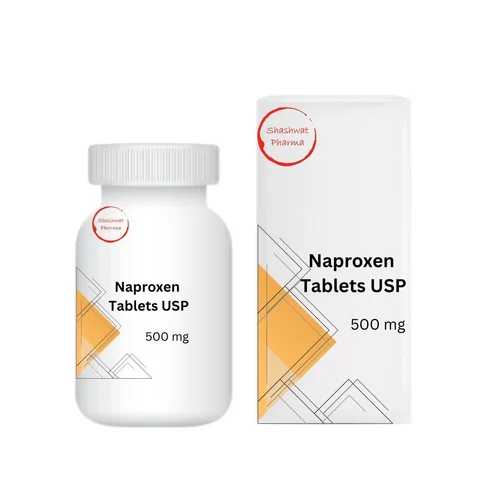 Shashwat
Pharma
Naproxen
Tablets USP
500 mg
Shashwat
Pharma
Naproxen
Tablets USP
500 mg